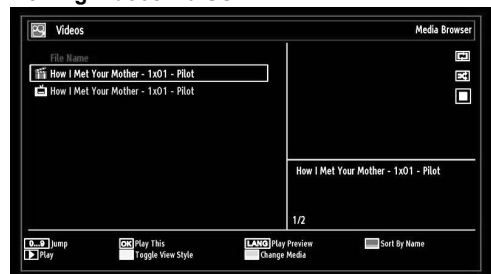 Videos Media Browser
File Name
How I Met Your Mother - 1x01 - Pilot
How I Met Your Mother - 1x01 - Pilot
How I Met Your Mother - 1x01 - Pilot
1/2
0...9 Jump OK Play This LANG Play Preview Sort By Name
Play Toggle View Style Change Media